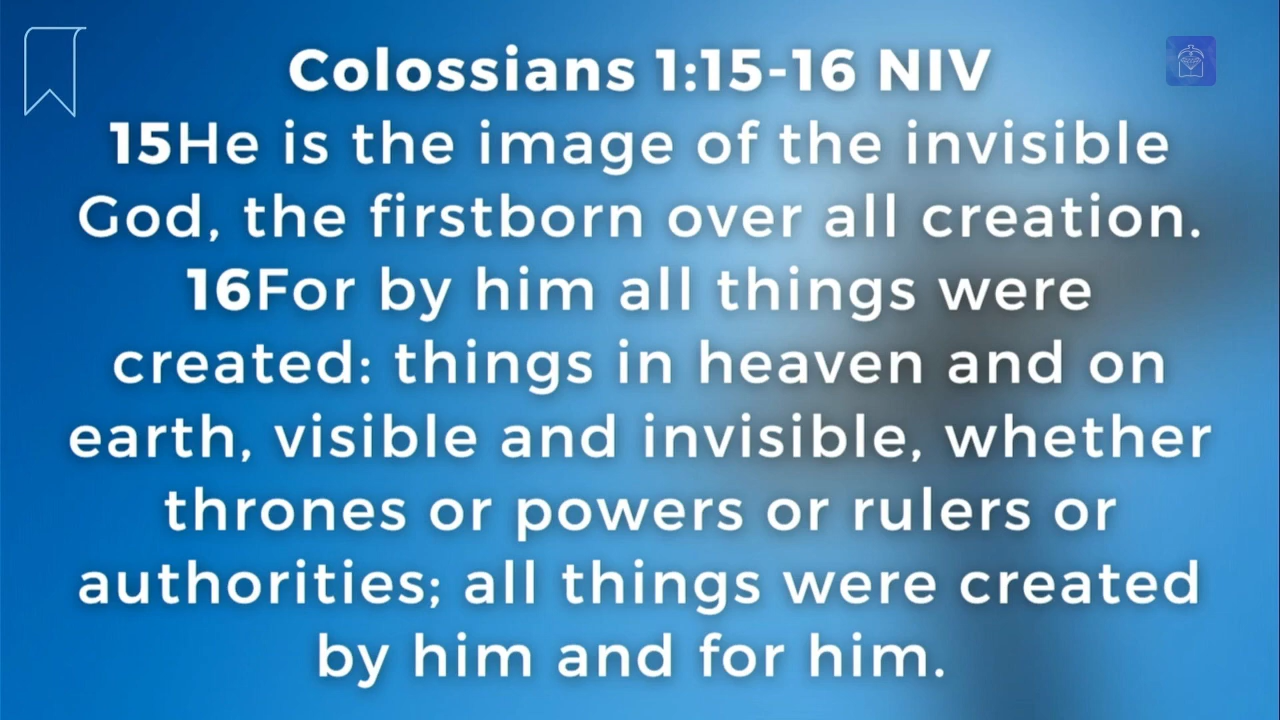 Colossians 1:15-16 NIV
15He is the image of the invisible
God, the firstborn over all creation.
16For by him all things were
created: things in heaven and on
earth, visible and invisible, whether
thrones or powers or rulers or
authorities; all things were created
by him and for him.